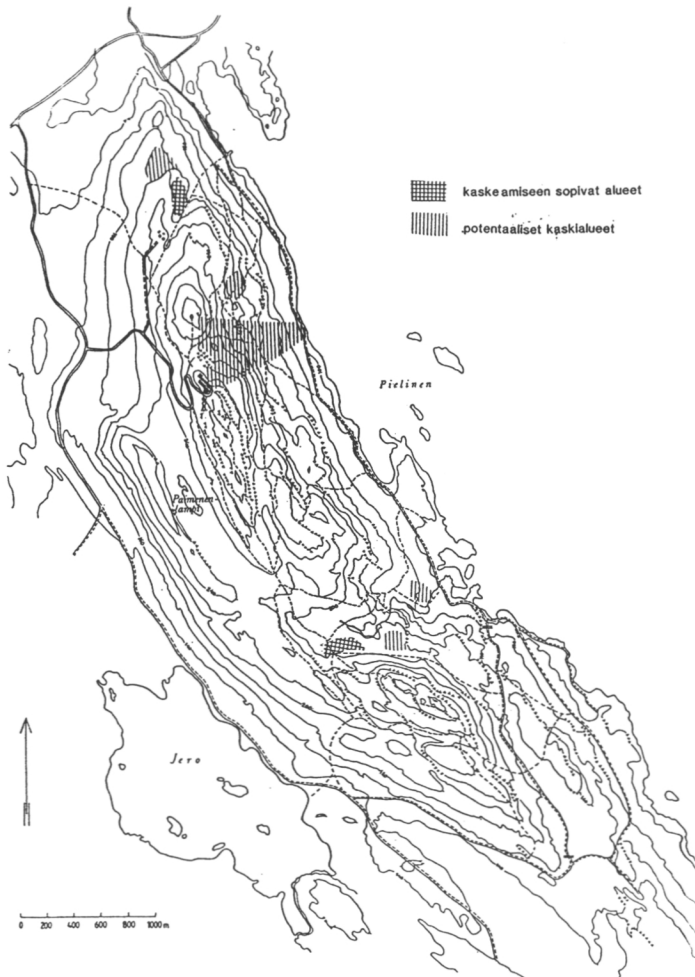 kaskeamiseen sopivat alueet
potentaaliset kaskialueet
Pielinen
Jero
0 200 400 600 800 1000 m